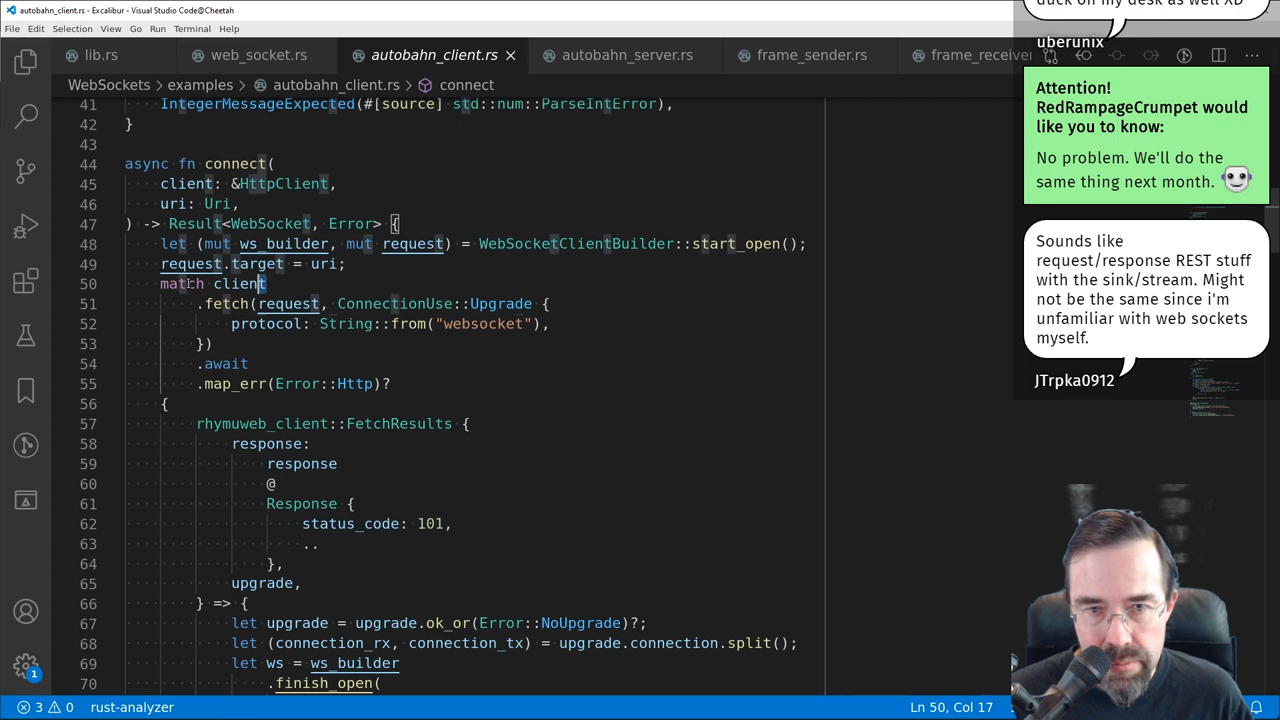 autobahn_client.rs - Excalibur - Visual Studio Code@Cheetah
File Edit Selection View Go Run Terminal Help
lib.rs web_socket.rs autobahn_client.rs autobahn_server.rs frame_sender.rs frame_receiver
WebSockets > examples > autobahn_client.rs > connect
41 IntegerMessageExpected(#[source] std::num::ParseIntError),
42 }
43
44 async fn connect(
45 client: &HttpClient,
46 uri: Uri,
47 ) -> Result<WebSocket, Error> {
48 let (mut ws_builder, mut request) = WebSocketClientBuilder::start_open();
49 request.target = uri;
50 match client
51 .fetch(request, ConnectionUse::Upgrade {
52 protocol: String::from("websocket"),
53 })
54 .await
55 .map_err(Error::Http)?
56 {
57 rhymuweb_client::FetchResults {
58 response:
59 response
60 @
61 Response {
62 status_code: 101,
63 ..
64 },
65 upgrade,
66 } => {
67 let upgrade = upgrade.ok_or(Error::NoUpgrade)?;
68 let (connection_rx, connection_tx) = upgrade.connection.split();
69 let ws = ws_builder
70 .finish_open(
duck on my desk as well XD
uberunix
Attention!
RedRampageCrumpet would
like you to know:
No problem. We'll do the
same thing next month.
Sounds like
request/response REST stuff
with the sink/stream. Might
not be the same since i'm
unfamiliar with web sockets
myself.
JTrpka0912
1
3 0 rust-analyzer Ln 50, Col 17